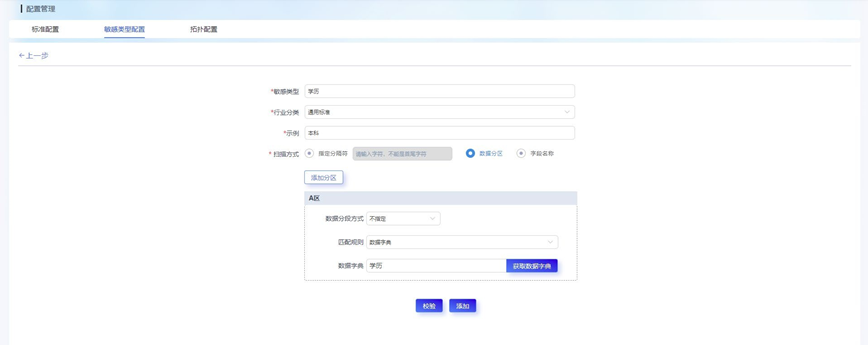 配置管理
标准配置 敏感类型配置 拓扑配置
←上一步
*敏感类型 学历
*行业分类 通用标准
*示例 本科
* 扫描方式 指定分隔符 请输入字符，不能是首尾字符 数据分区 字段名称
添加分区
A区
数据分段方式 不指定
匹配规则 数据字典
数据字典 学历 获取数据字典
校验 添加